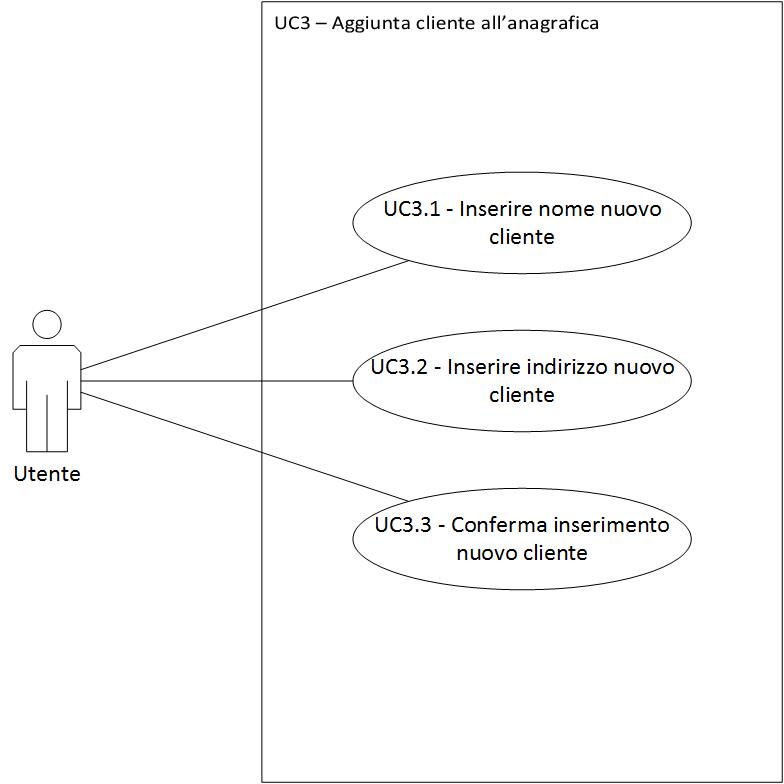 UC3 – Aggiunta cliente all'anagrafica
UC3.1 - Inserire nome nuovo
cliente
UC3.2 - Inserire indirizzo nuovo
cliente
Utente
UC3.3 - Conferma inserimento
nuovo cliente